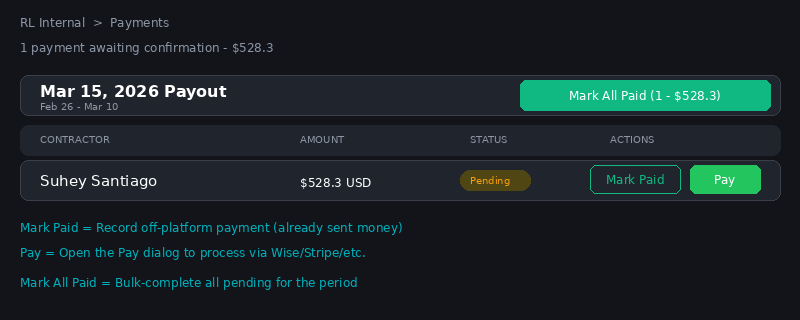 RL Internal > Payments
1 payment awaiting confirmation - $528.3
Mar 15, 2026 Payout
Feb 26 - Mar 10
Mark All Paid (1 - $528.3)
CONTRACTOR AMOUNT STATUS ACTIONS
Suhey Santiago $528.3 USD Pending Mark Paid Pay
Mark Paid = Record off-platform payment (already sent money)
Pay = Open the Pay dialog to process via Wise/Stripe/etc.
Mark All Paid = Bulk-complete all pending for the period